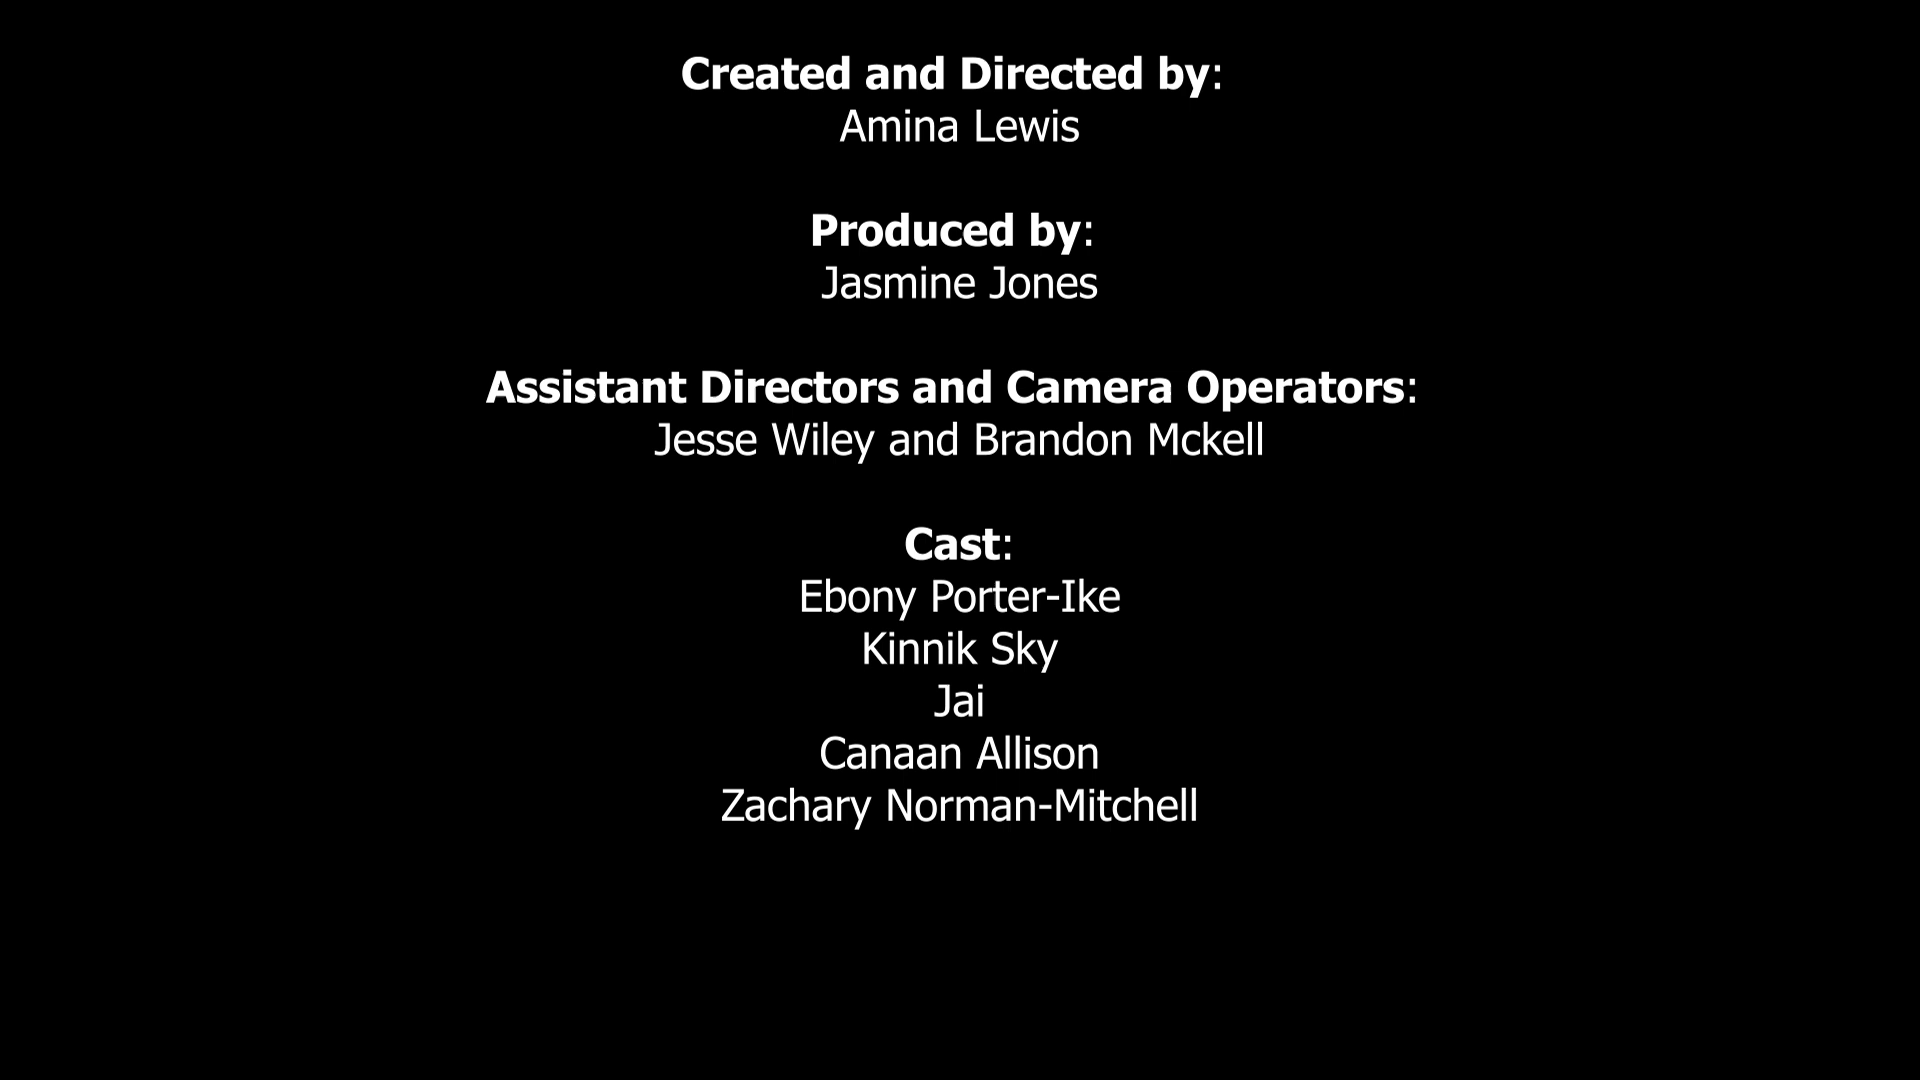 Created and Directed by:
Amina Lewis
Produced by:
Jasmine Jones
Assistant Directors and Camera Operators:
Jesse Wiley and Brandon Mckell
Cast:
Ebony Porter-Ike
Kinnik Sky
Jai
Canaan Allison
Zachary Norman-Mitchell